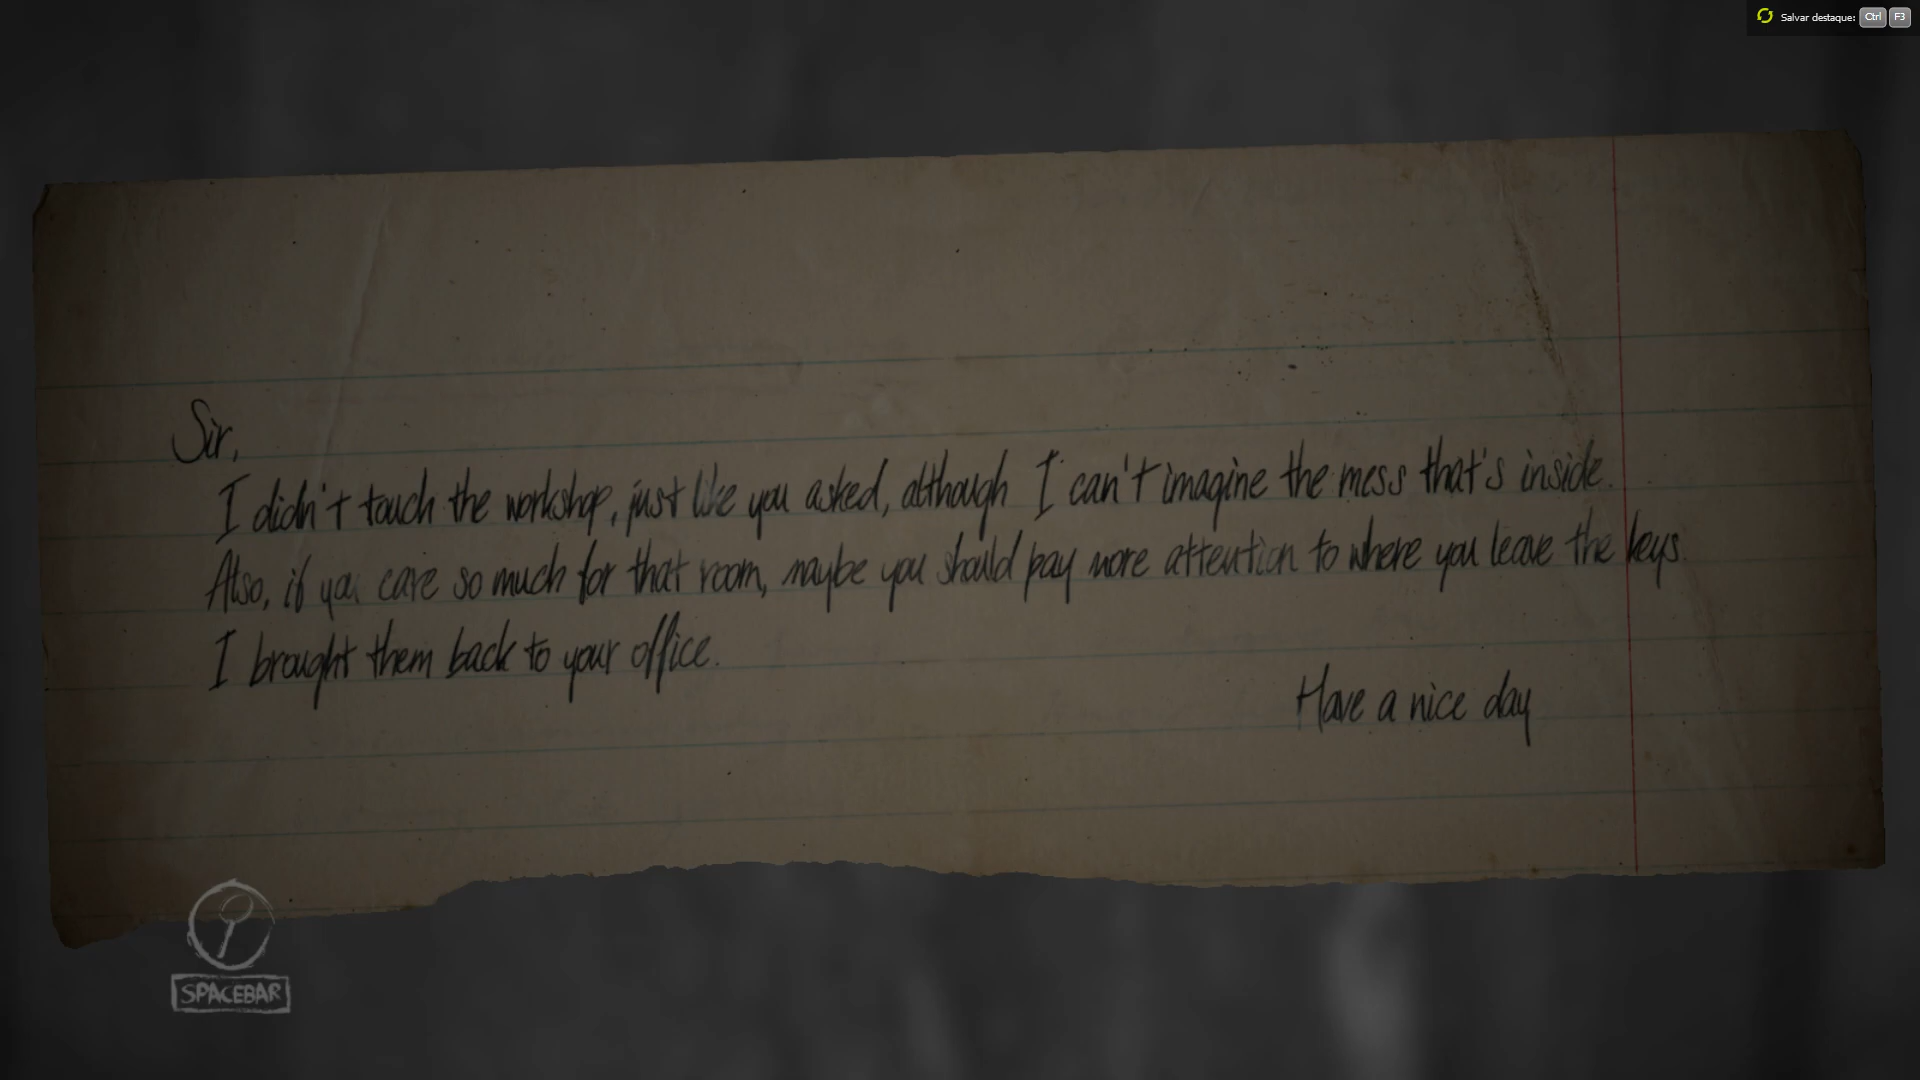 Salvar destaque: Ctrl F3
Sir,
I didn't touch the workshop, just like you asked, although I can't imagine the mess that's inside.
Also, if you care so much for that room, maybe you should pay more attention to where you leave the keys.
I brought them back to your office.
Have a nice day
SPACEBAR